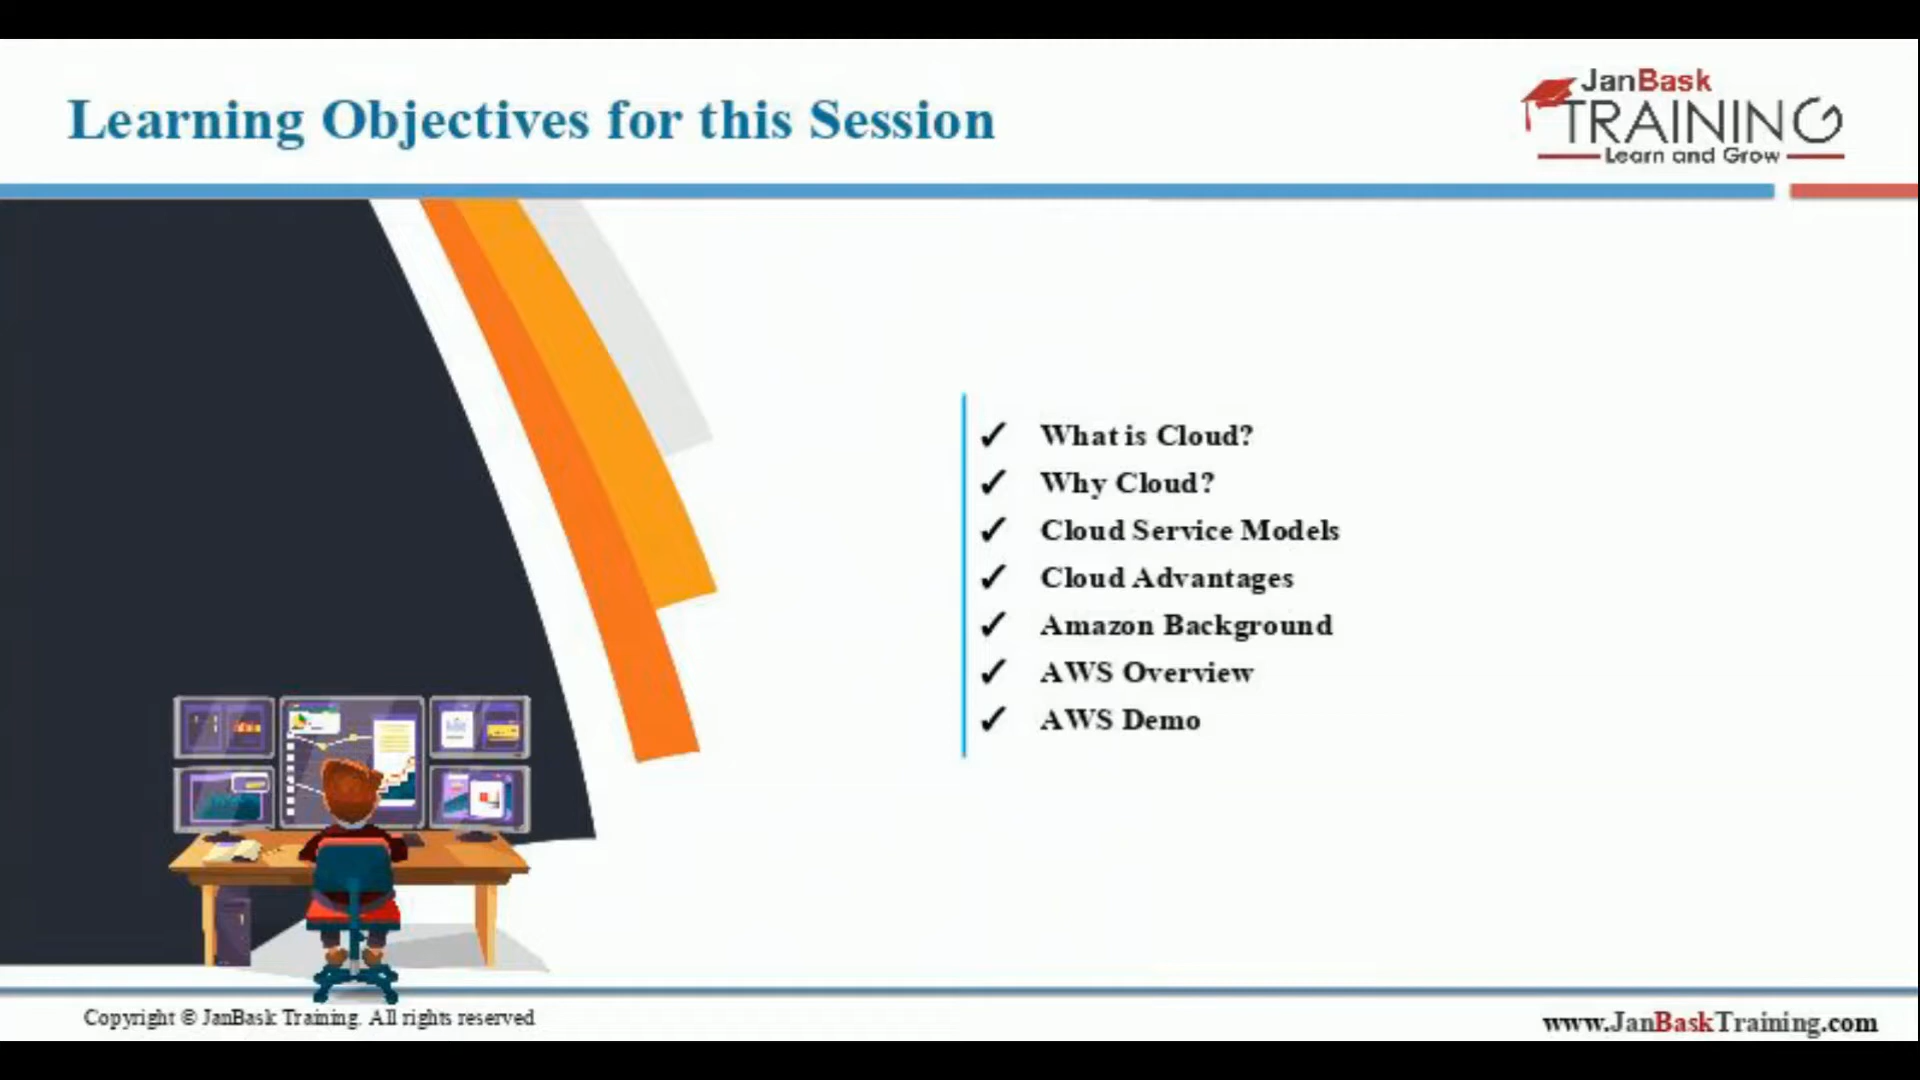 Learning Objectives for this Session
JanBask
TRAINING
Learn and Grow
✓ What is Cloud?
✓ Why Cloud?
✓ Cloud Service Models
✓ Cloud Advantages
✓ Amazon Background
✓ AWS Overview
✓ AWS Demo
Copyright © JanBask Training. All rights reserved
www.JanBaskTraining.com